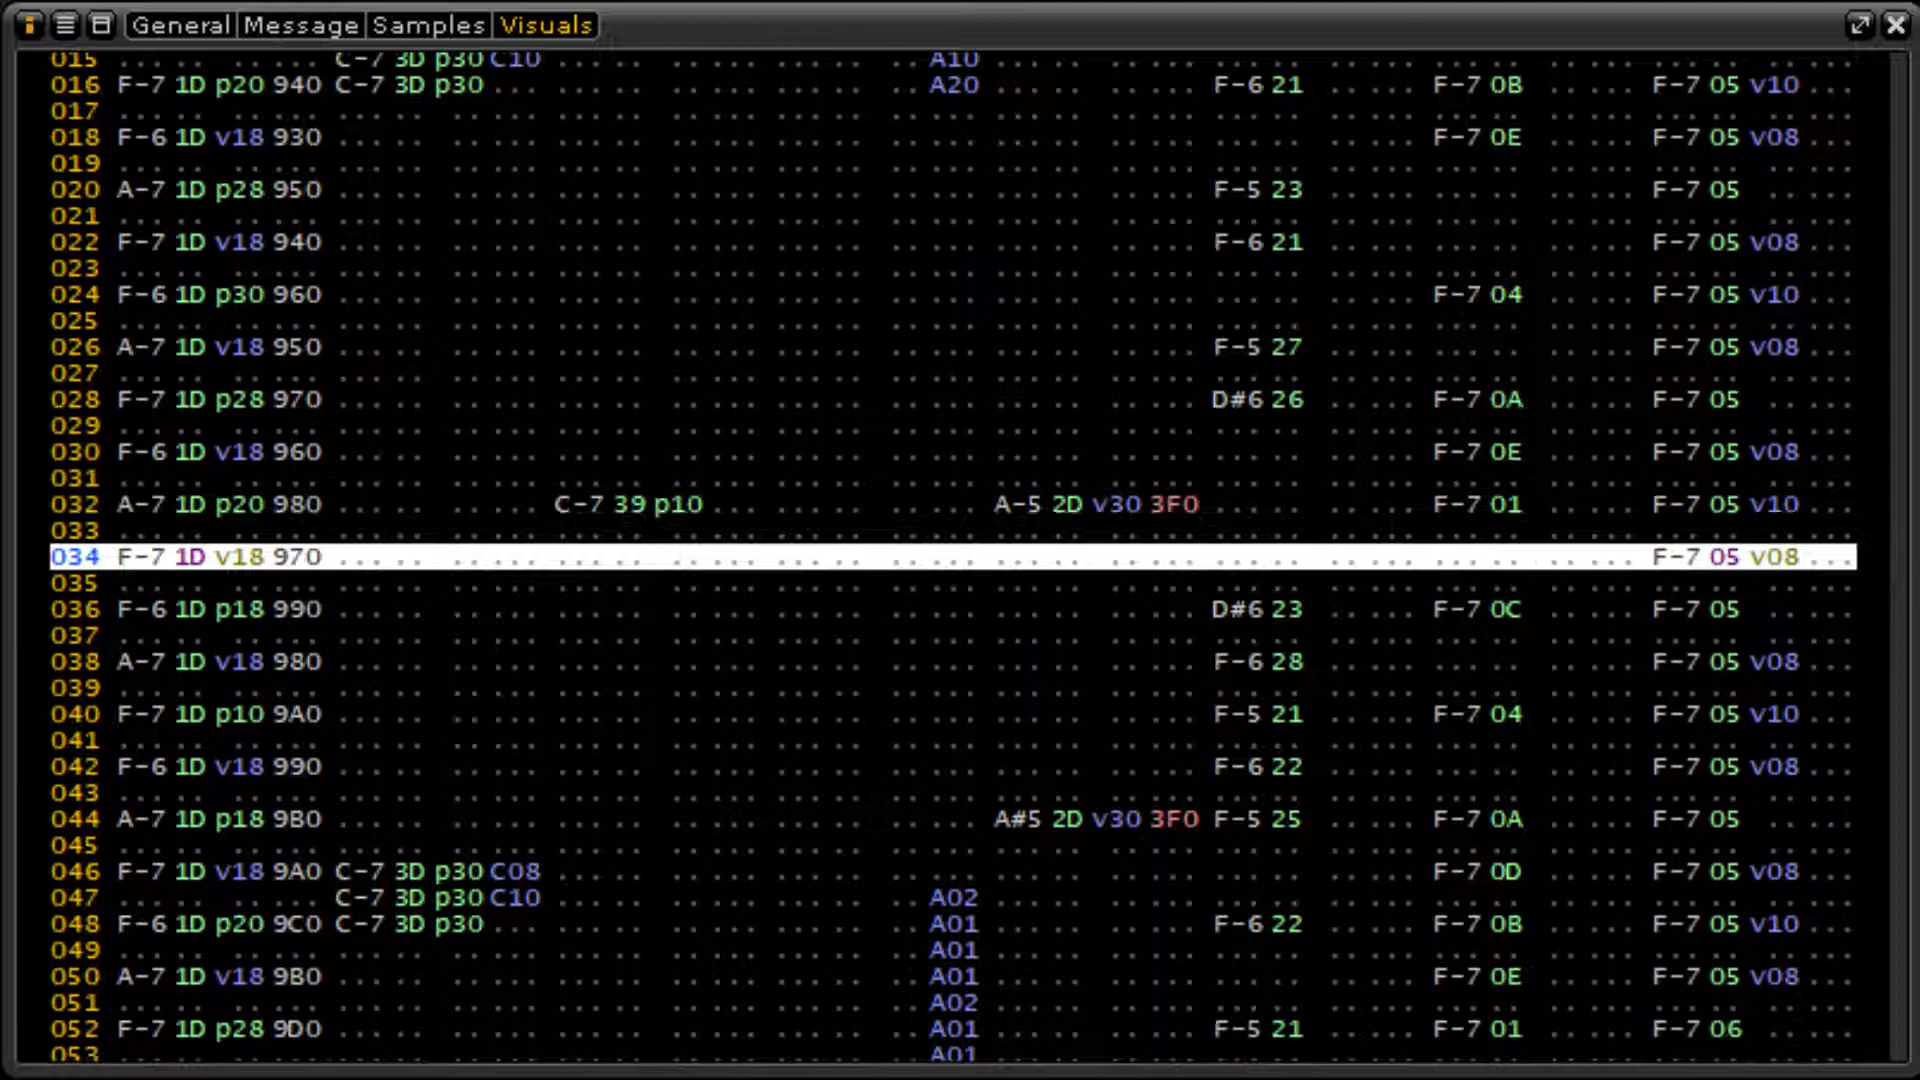 General Message Samples Visuals
015 C-7 3D p30 C10 A10
016 F-7 1D p20 940 C-7 3D p30 A20 F-6 21 F-7 0B F-7 05 v10
017
018 F-6 1D v18 930 F-7 0E F-7 05 v08
019
020 A-7 1D p28 950 F-5 23 F-7 05
021
022 F-7 1D v18 940 F-6 21 F-7 05 v08
023
024 F-6 1D p30 960 F-7 04 F-7 05 v10
025
026 A-7 1D v18 950 F-5 27 F-7 05 v08
027
028 F-7 1D p28 970 D#6 26 F-7 0A F-7 05
029
030 F-6 1D v18 960 F-7 0E F-7 05 v08
031
032 A-7 1D p20 980 C-7 39 p10 A-5 2D v30 3F0 F-7 01 F-7 05 v10
033
034 F-7 1D v18 970 F-7 05 v08
035
036 F-6 1D p18 990 D#6 23 F-7 0C F-7 05
037
038 A-7 1D v18 980 F-6 28 F-7 05 v08
039
040 F-7 1D p10 9A0 F-5 21 F-7 04 F-7 05 v10
041
042 F-6 1D v18 990 F-6 22 F-7 05 v08
043
044 A-7 1D p18 9B0 A#5 2D v30 3F0 F-5 25 F-7 0A F-7 05
045
046 F-7 1D v18 9A0 C-7 3D p30 C08 F-7 0D F-7 05 v08
047 C-7 3D p30 C10 A02
048 F-6 1D p20 9C0 C-7 3D p30 A01 F-6 22 F-7 0B F-7 05 v10
049 A01
050 A-7 1D v18 9B0 A01 F-7 0E F-7 05 v08
051 A02
052 F-7 1D p28 9D0 A01 F-5 21 F-7 01 F-7 06
053 A01